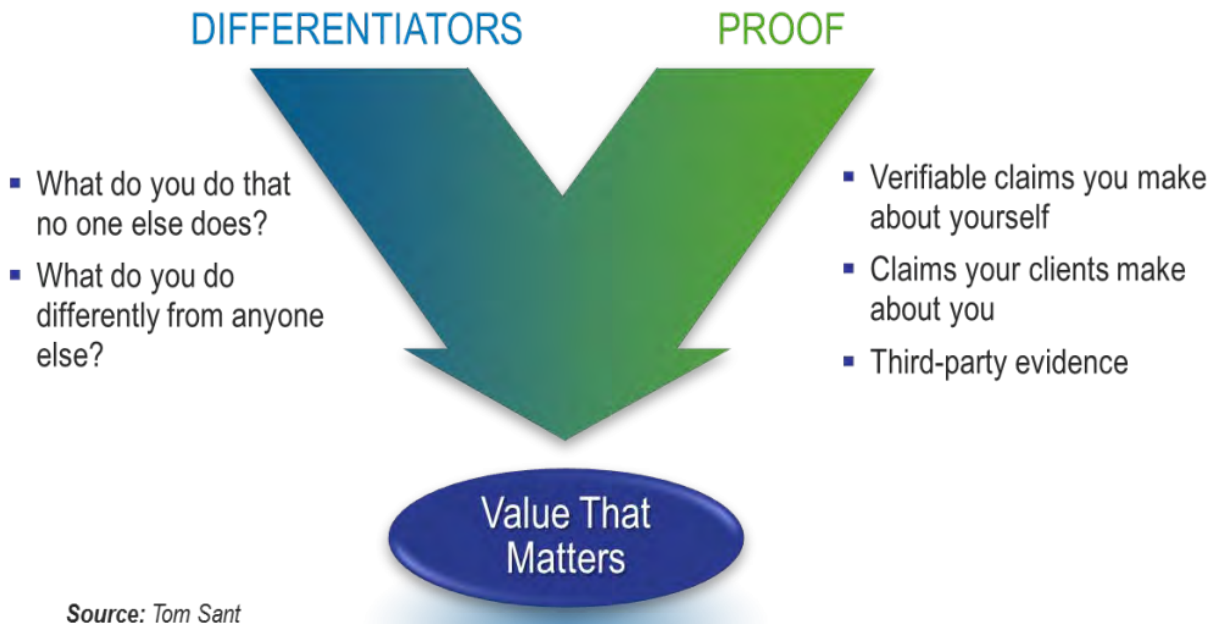 DIFFERENTIATORS
PROOF
▪ What do you do that
no one else does?
▪ What do you do
differently from anyone
else?
▪ Verifiable claims you make
about yourself
▪ Claims your clients make
about you
▪ Third-party evidence
Value That
Matters
Source: Tom Sant